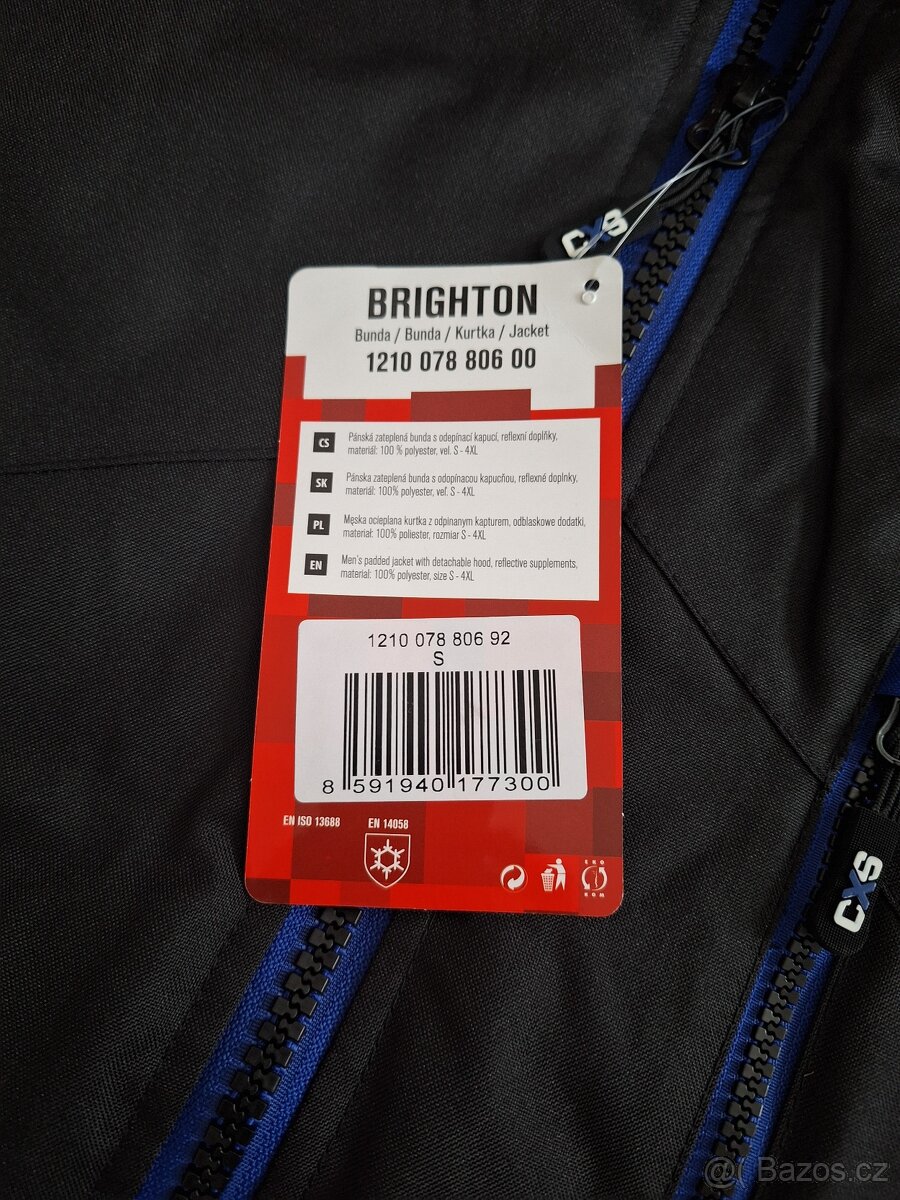 CXS
BRIGHTON
Bunda / Bunda / Kurtka / Jacket
1210 078 806 00
CS
Pánská zateplená bunda s odepínací kapucí, reflexní doplňky,
materiál: 100 % polyester, vel. S - 4XL
SK
Pánska zateplená bunda s odopínacou kapucňou, reflexné doplnky,
materiál: 100% polyester, veľ. S - 4XL
PL
Męska ocieplana kurtka z odpinanym kapturem, odblaskowe dodatki,
materiał: 100% poliester, rozmiar S - 4XL
EN
Men's padded jacket with detachable hood, reflective supplements,
material: 100% polyester, size S - 4XL
1210 078 806 92
S
8 591940 177300
EN ISO 13688
EN 14058
EKO
KOM
CXS
@( Bazos.cz